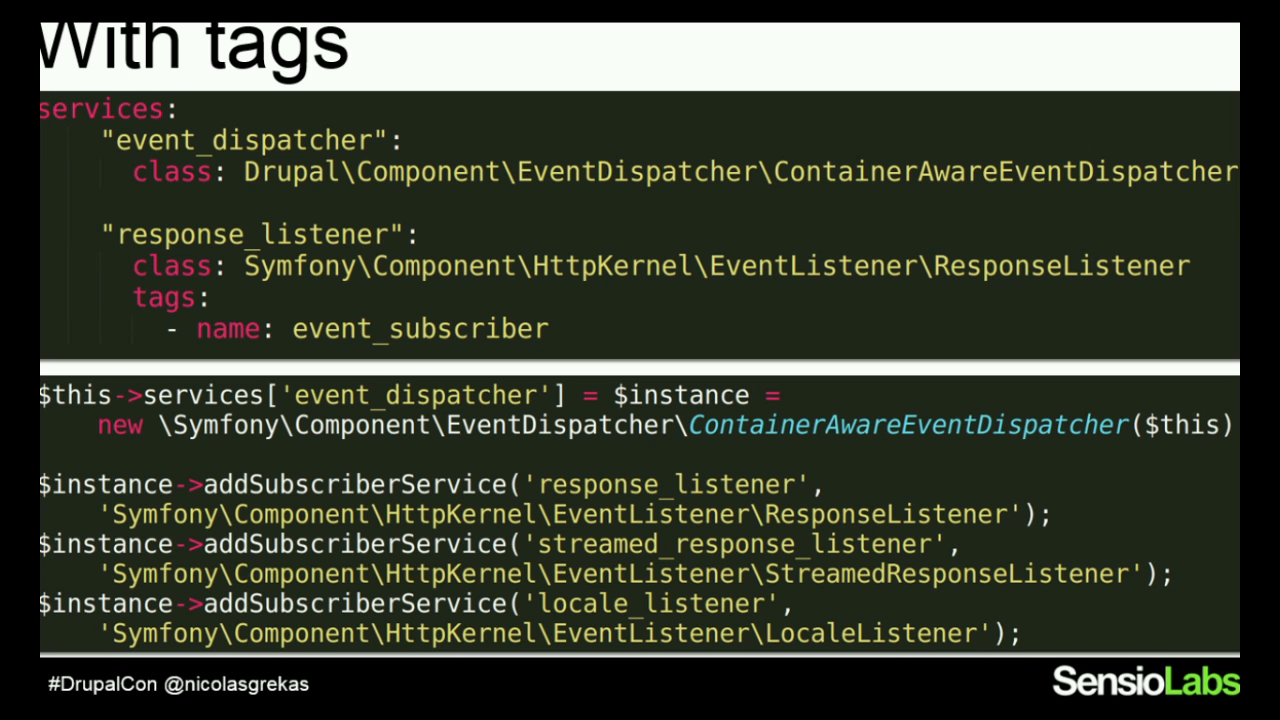 With tags
services:
"event_dispatcher":
class: Drupal\Component\EventDispatcher\ContainerAwareEventDispatcher
"response_listener":
class: Symfony\Component\HttpKernel\EventListener\ResponseListener
tags:
- name: event_subscriber
$this->services['event_dispatcher'] = $instance =
new \Symfony\Component\EventDispatcher\ContainerAwareEventDispatcher($this)
$instance->addSubscriberService('response_listener',
'Symfony\Component\HttpKernel\EventListener\ResponseListener');
$instance->addSubscriberService('streamed_response_listener',
'Symfony\Component\HttpKernel\EventListener\StreamedResponseListener');
$instance->addSubscriberService('locale_listener',
'Symfony\Component\HttpKernel\EventListener\LocaleListener');
#DrupalCon @nicolasgrekas
SensioLabs